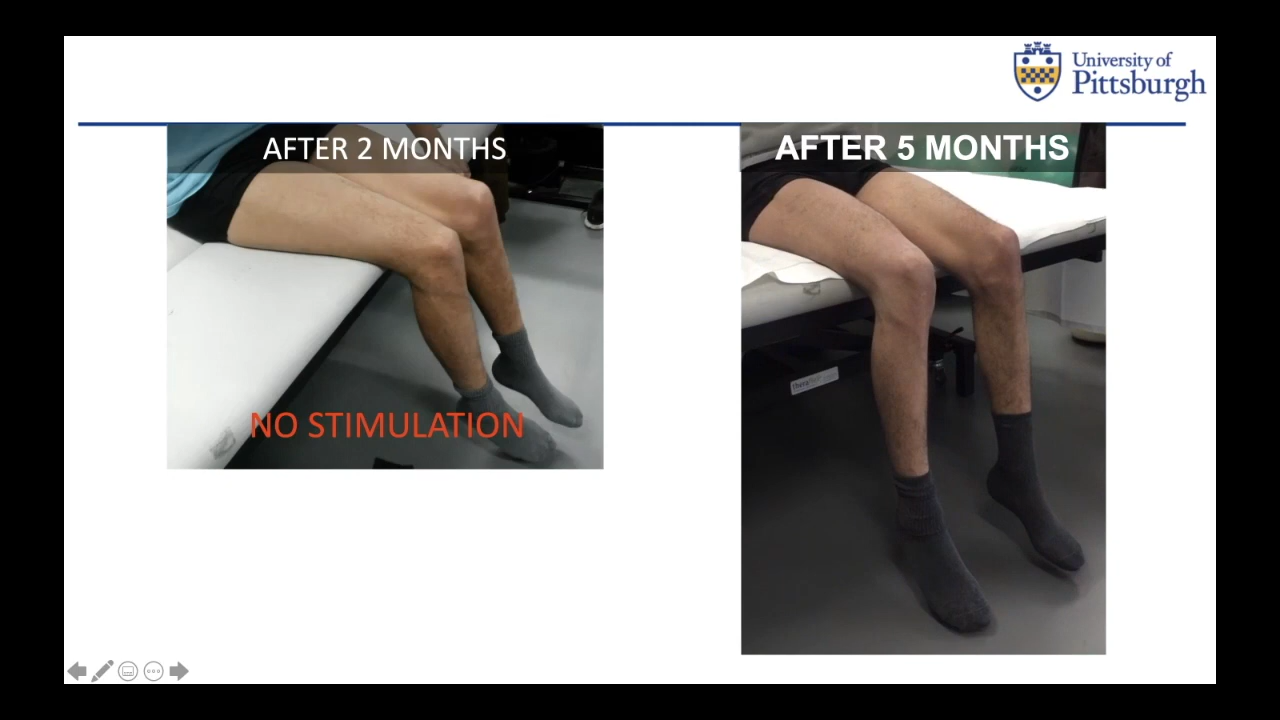 University of
Pittsburgh
AFTER 2 MONTHS
AFTER 5 MONTHS
NO STIMULATION